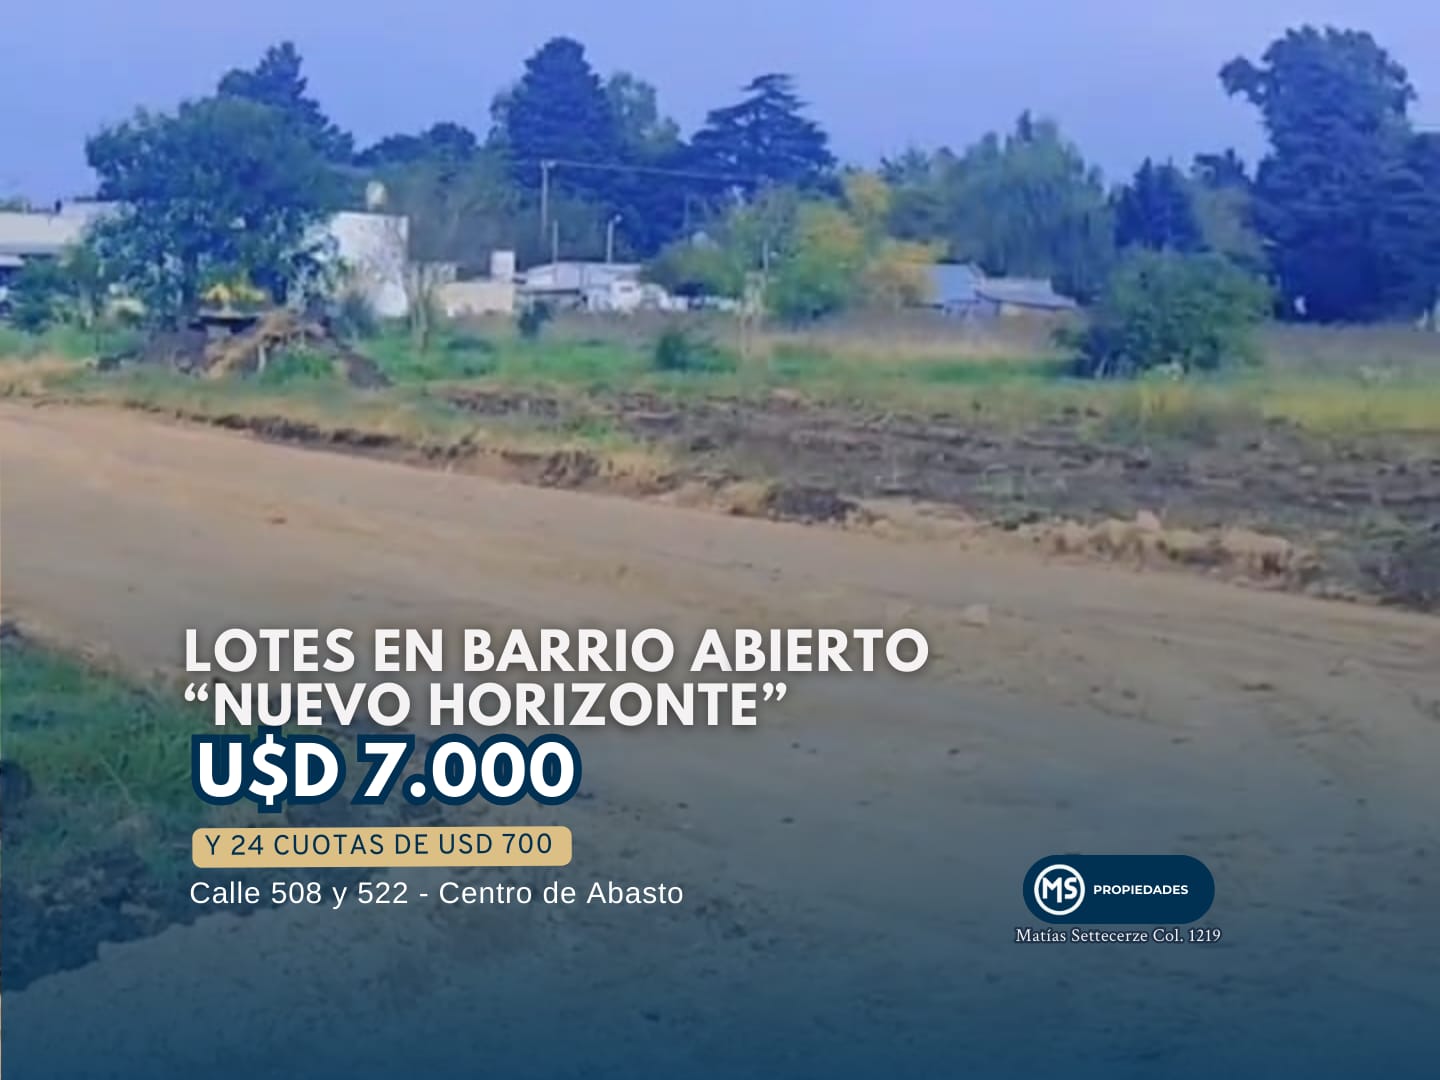 LOTES EN BARRIO ABIERTO
“NUEVO HORIZONTE”
U$D 7.000
Y 24 CUOTAS DE USD 700
Calle 508 y 522 - Centro de Abasto
MS PROPIEDADES
Matías Settecerze Col. 1219